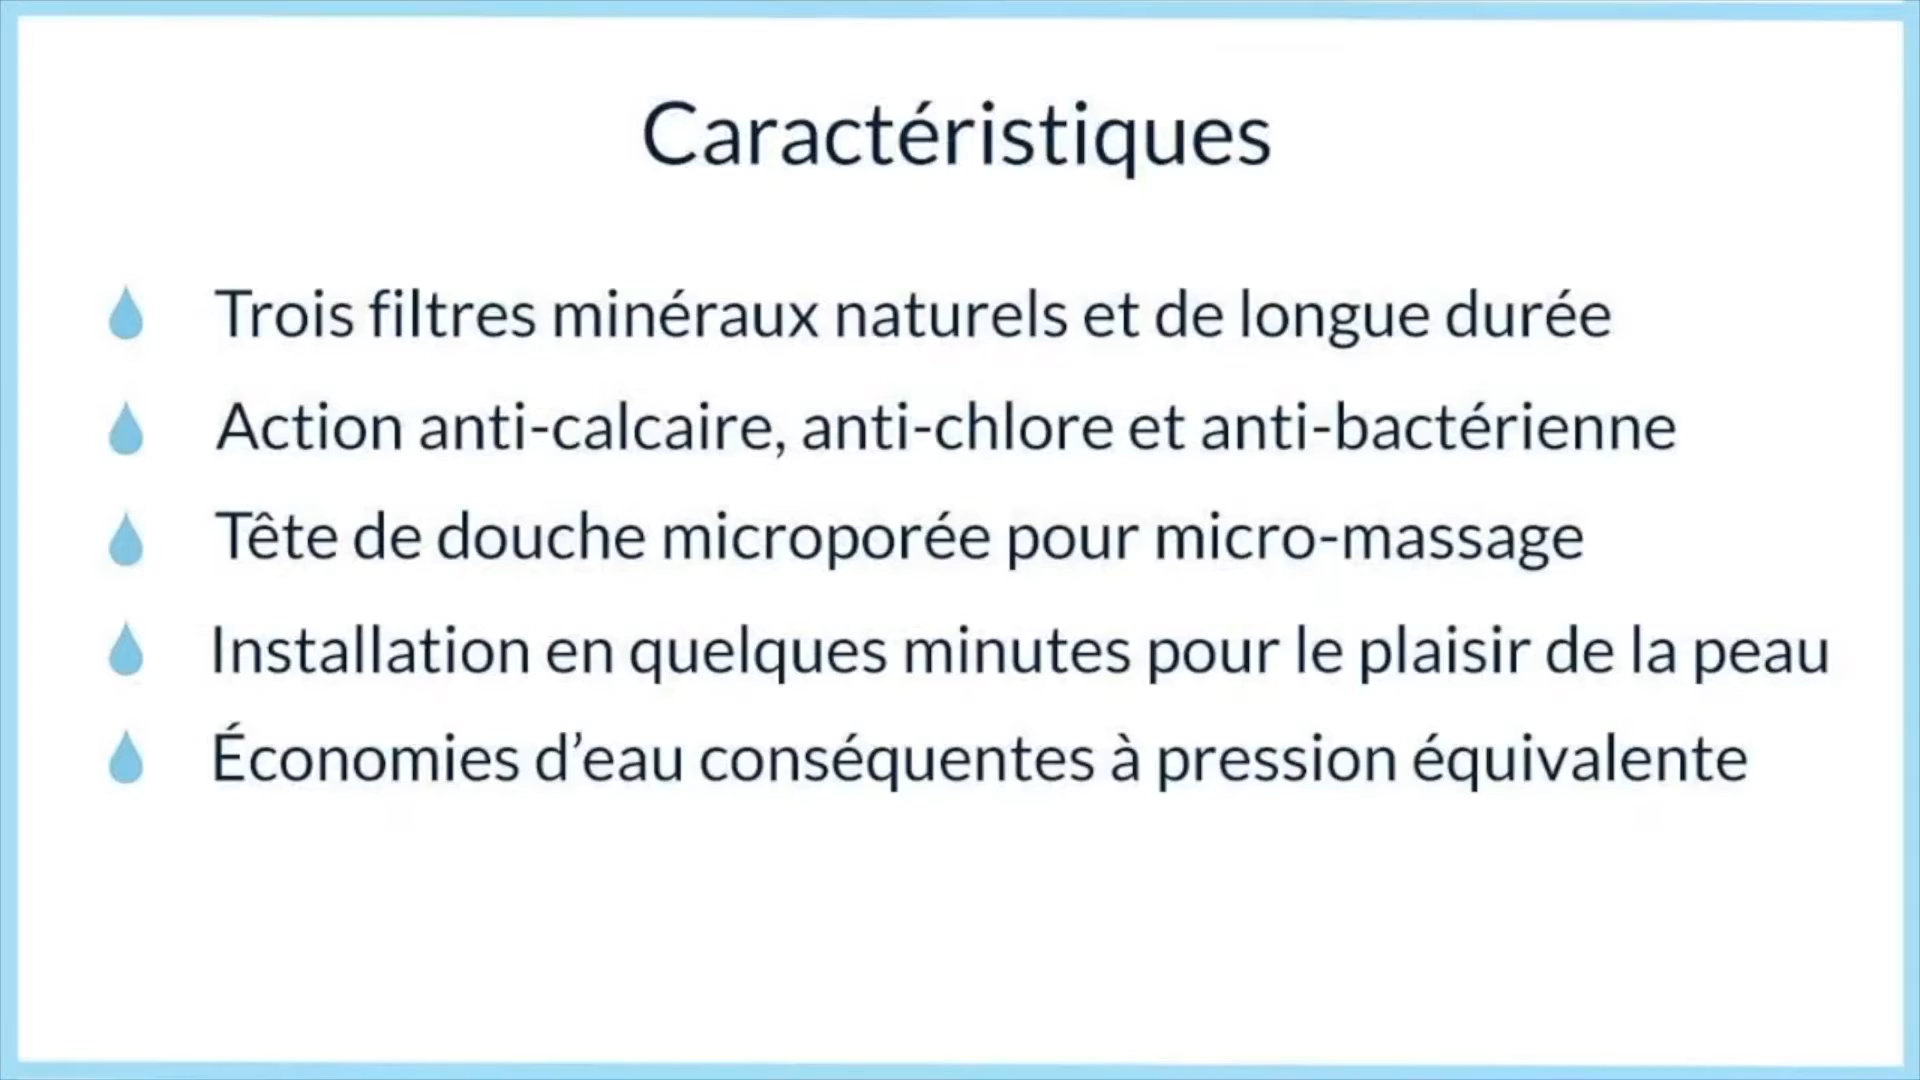 Caractéristiques
Trois filtres minéraux naturels et de longue durée
Action anti-calcaire, anti-chlore et anti-bactérienne
Tête de douche microporée pour micro-massage
Installation en quelques minutes pour le plaisir de la peau
Économies d’eau conséquentes à pression équivalente